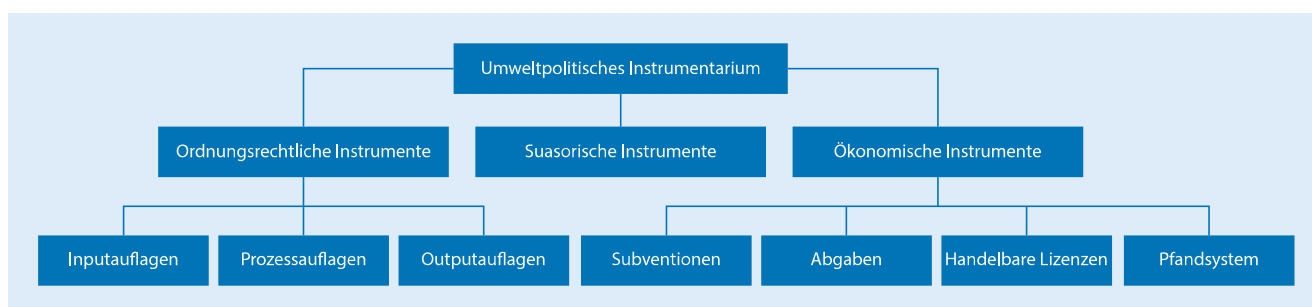 Umweltpolitisches Instrumentarium
Ordnungsrechtliche Instrumente
Suasorische Instrumente
Ökonomische Instrumente
Inputauflagen
Prozessauflagen
Outputauflagen
Subventionen
Abgaben
Handelbare Lizenzen
Pfandsystem